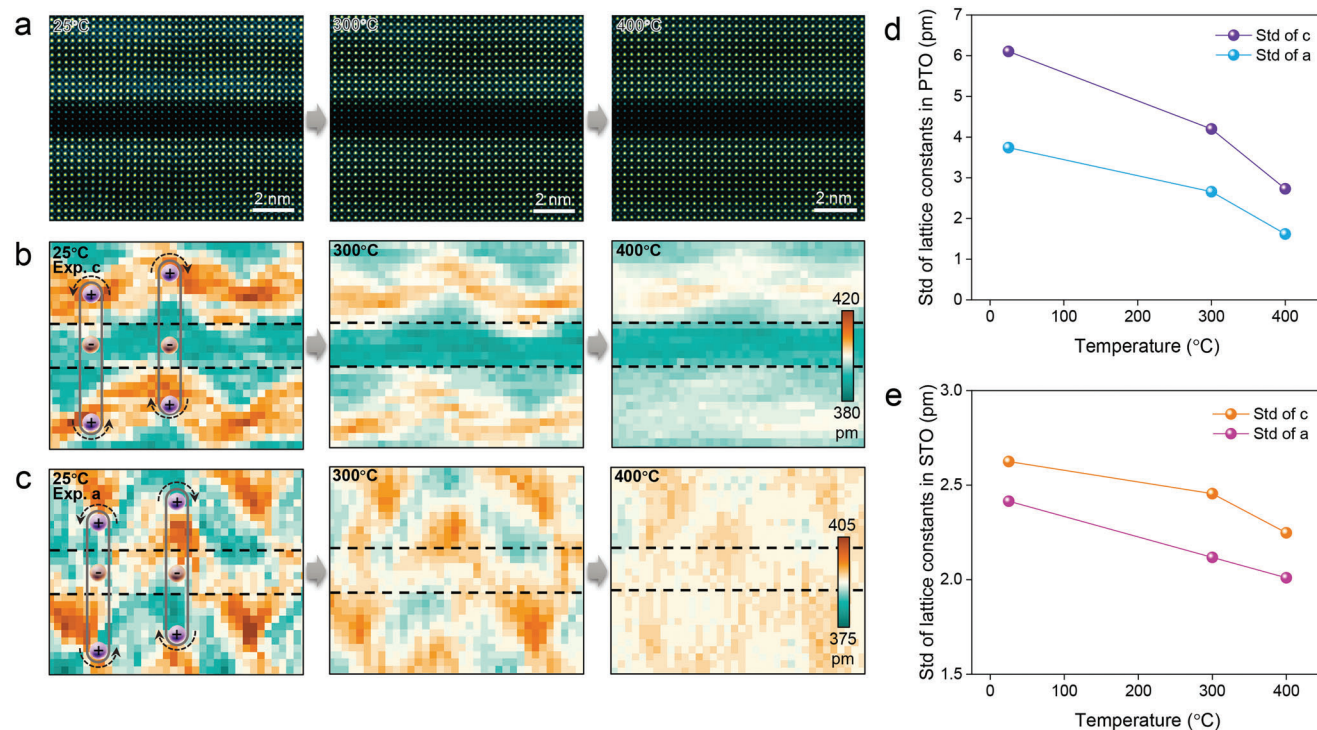 a
25°C
300°C
400°C
2 nm
2 nm
2 nm
b
25°C
Exp. c
300°C
400°C
+
+
-
-
+
+
420
380
pm
c
25°C
Exp. a
300°C
400°C
+
+
-
-
+
+
405
375
pm
d
Std of lattice constants in PTO (pm)
7
6
5
4
3
2
1
0
Std of c
Std of a
0
100
200
300
400
Temperature (°C)
e
Std of lattice constants in STO (pm)
3.0
2.5
2.0
1.5
Std of c
Std of a
0
100
200
300
400
Temperature (°C)